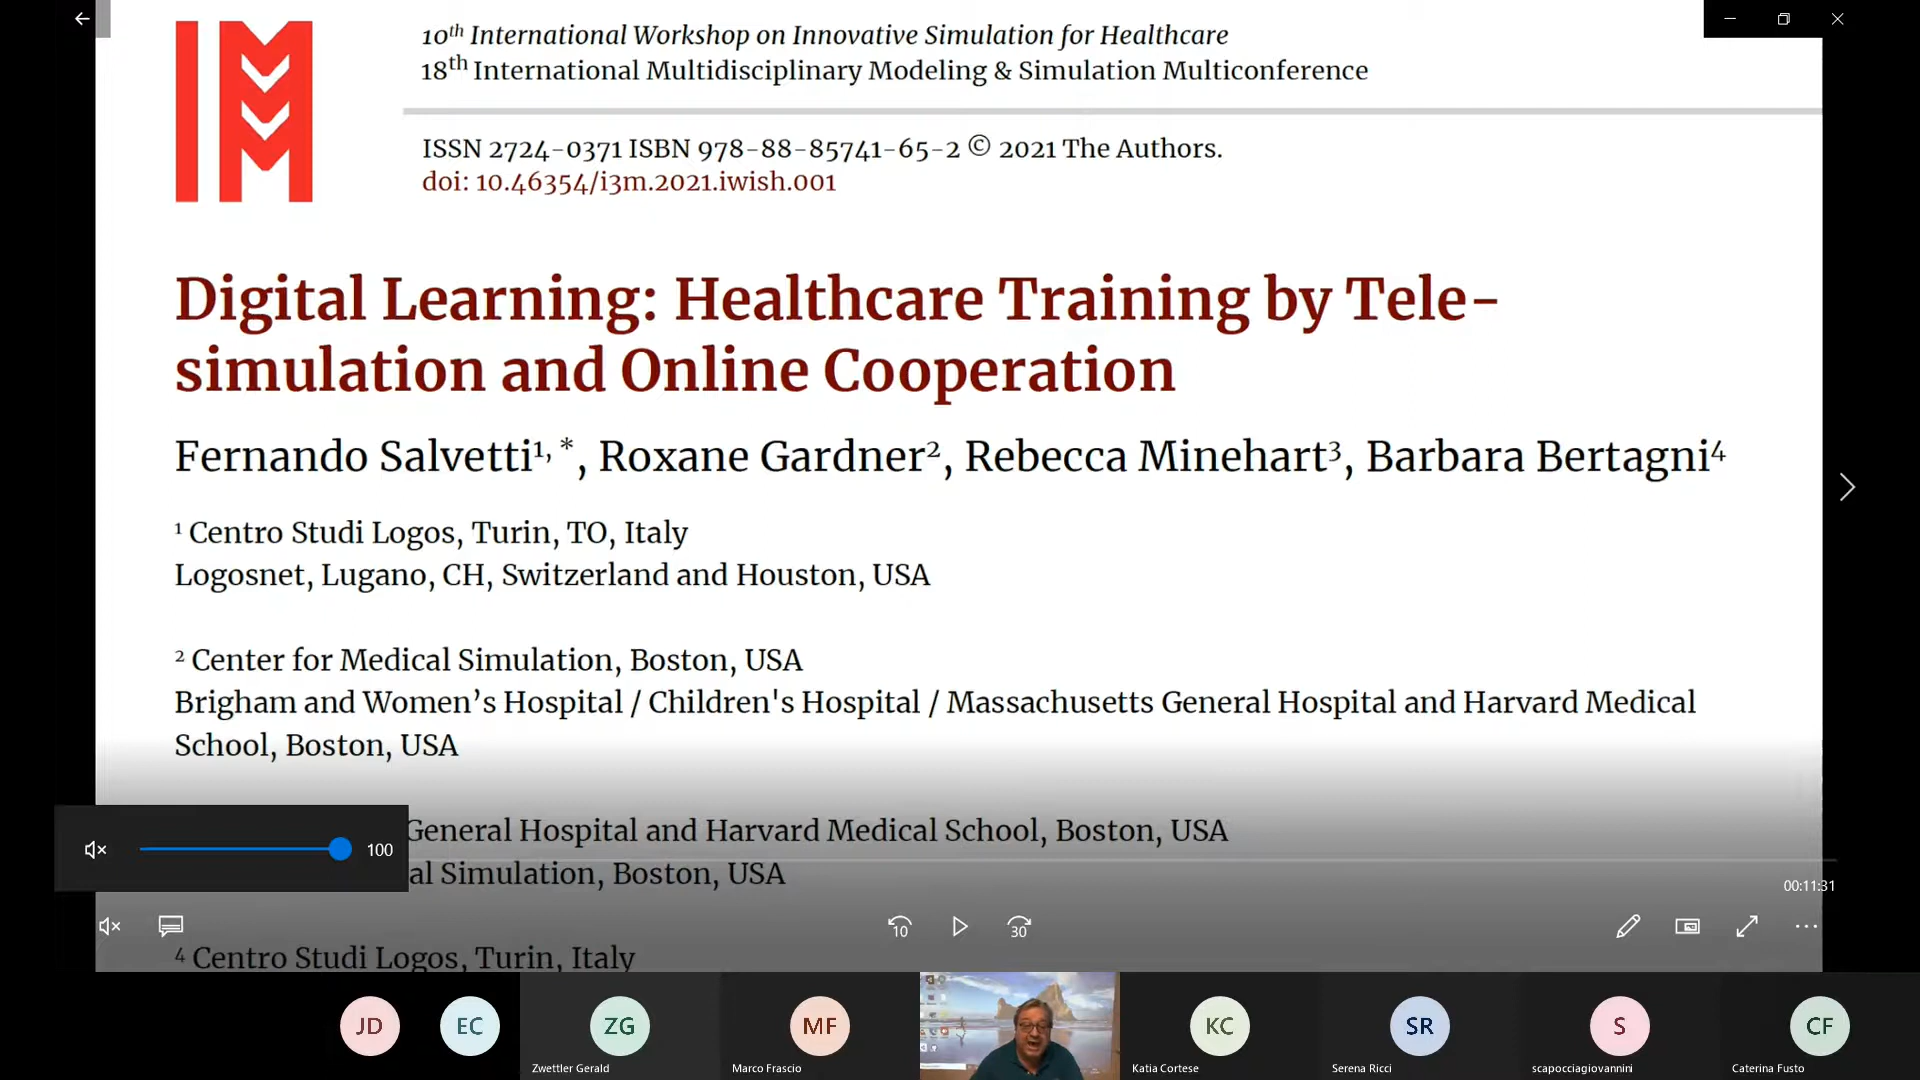 10th International Workshop on Innovative Simulation for Healthcare
18th International Multidisciplinary Modeling & Simulation Multiconference
ISSN 2724-0371 ISBN 978-88-85741-65-2 © 2021 The Authors.
doi: 10.46354/i3m.2021.iwish.001
Digital Learning: Healthcare Training by Tele-
simulation and Online Cooperation
Fernando Salvetti1, *, Roxane Gardner2, Rebecca Minehart3, Barbara Bertagni4
1 Centro Studi Logos, Turin, TO, Italy
Logosnet, Lugano, CH, Switzerland and Houston, USA
2 Center for Medical Simulation, Boston, USA
Brigham and Women’s Hospital / Children's Hospital / Massachusetts General Hospital and Harvard Medical
School, Boston, USA
General Hospital and Harvard Medical School, Boston, USA
100
al Simulation, Boston, USA
00:11:31
10
30
4 Centro Studi Logos, Turin, Italy
JD
EC
ZG
MF
KC
SR
S
CF
Zwettler Gerald
Marco Frascio
Katia Cortese
Serena Ricci
scapocciagiovannini
Caterina Fusto